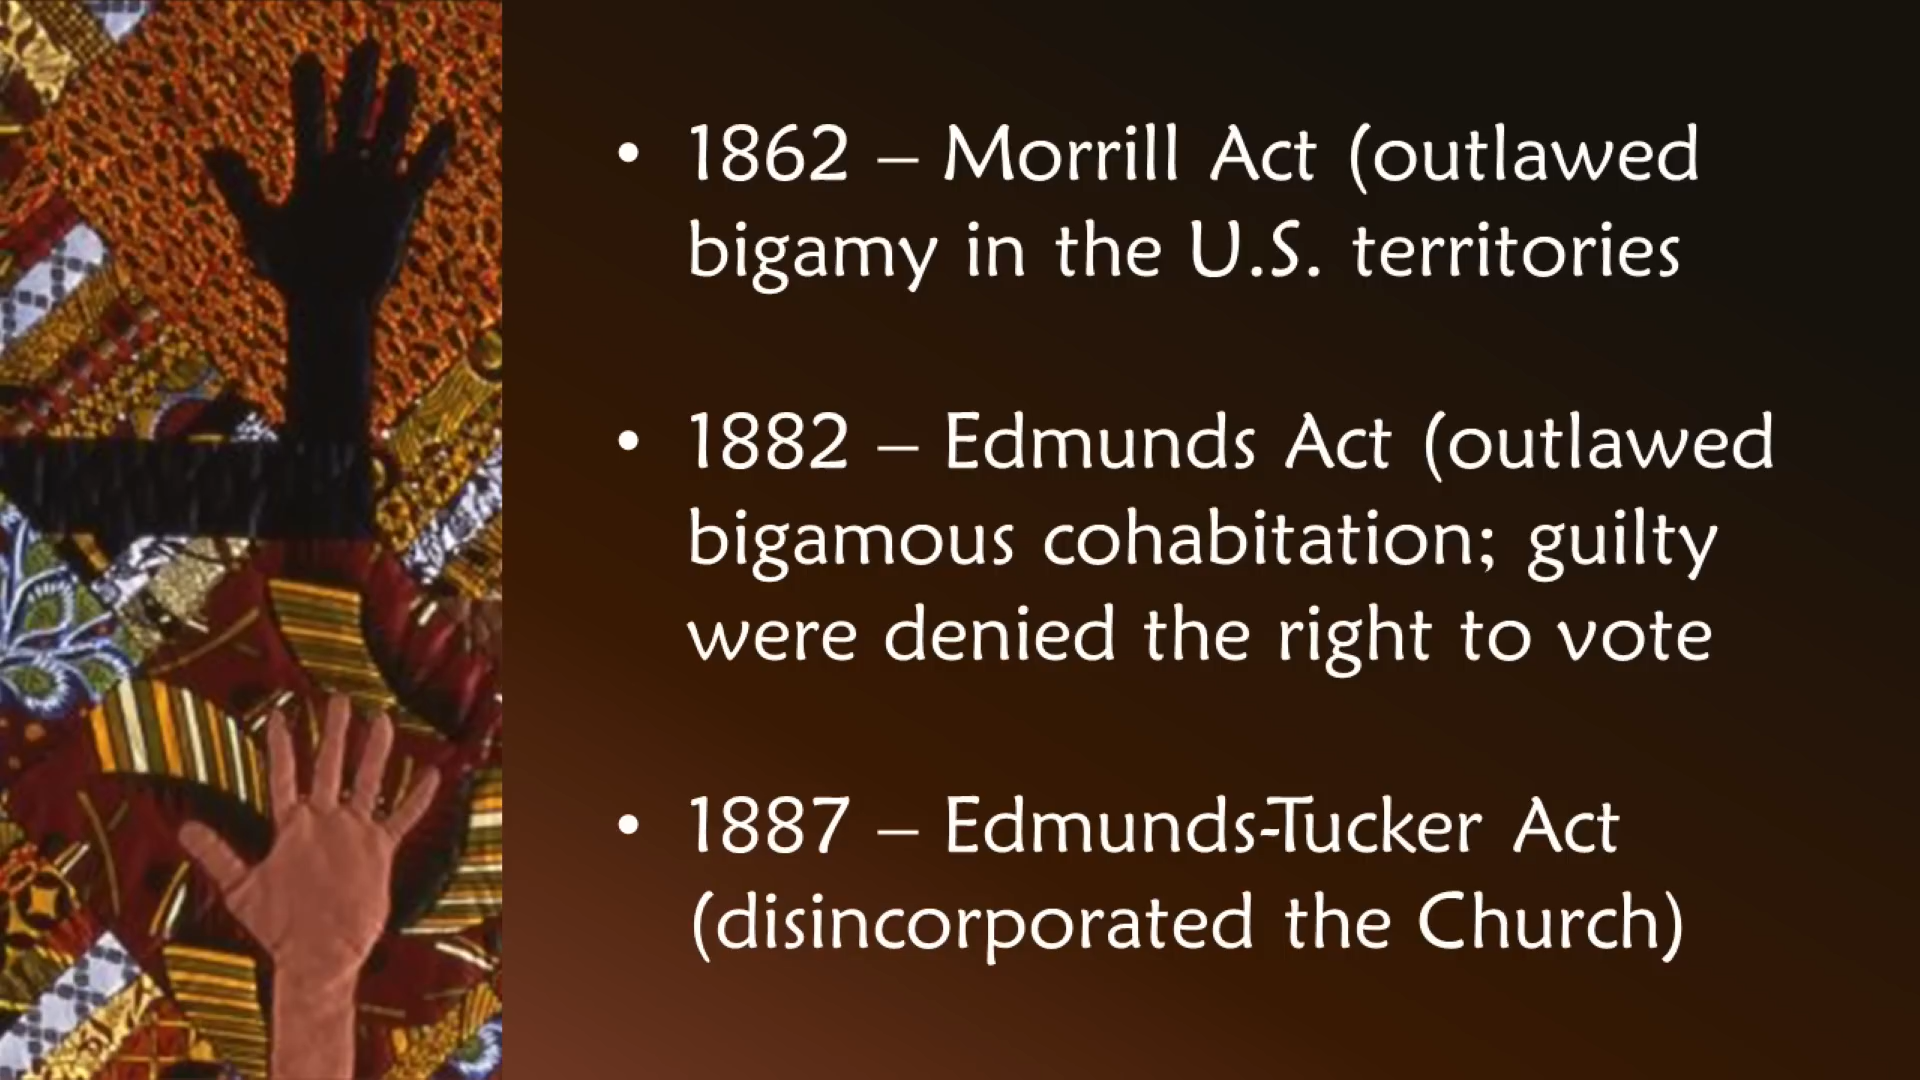 • 1862 – Morrill Act (outlawed
bigamy in the U.S. territories
• 1882 – Edmunds Act (outlawed
bigamous cohabitation; guilty
were denied the right to vote
• 1887 – Edmunds-Tucker Act
(disincorporated the Church)